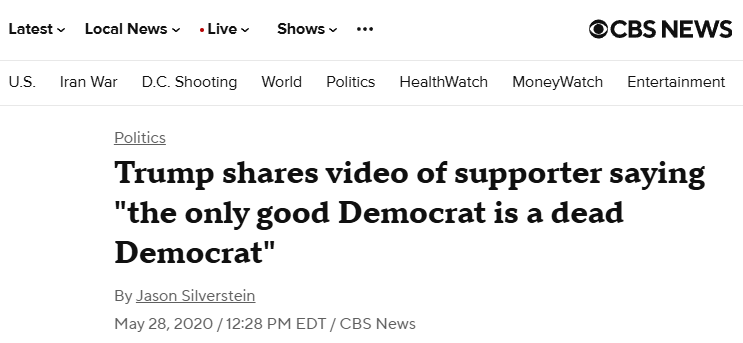 Latest Local News Live Shows ••• CBS NEWS
U.S. Iran War D.C. Shooting World Politics HealthWatch MoneyWatch Entertainment
Politics
Trump shares video of supporter saying
"the only good Democrat is a dead
Democrat"
By Jason Silverstein
May 28, 2020 / 12:28 PM EDT / CBS News